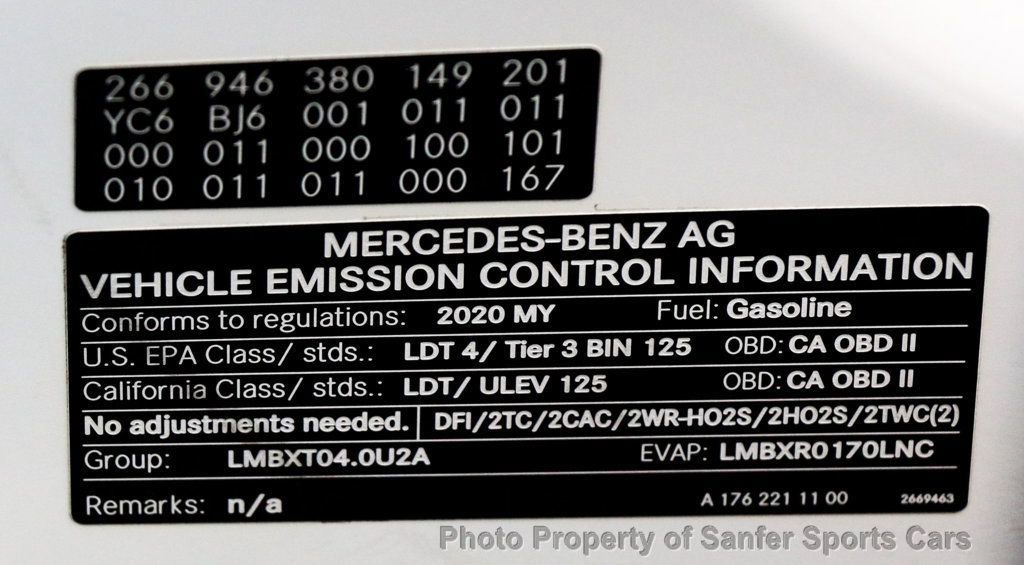 266 946 380 149 201
YC6 BJ6 001 011 011
000 011 000 100 101
010 011 011 000 167
MERCEDES-BENZ AG
VEHICLE EMISSION CONTROL INFORMATION
Conforms to regulations: 2020 MY Fuel: Gasoline
U.S. EPA Class/ stds.: LDT 4/ Tier 3 BIN 125 OBD: CA OBD II
California Class/ stds.: LDT/ ULEV 125 OBD: CA OBD II
No adjustments needed. DFI/2TC/2CAC/2WR-HO2S/2HO2S/2TWC(2)
Group: LMBXT04.0U2A EVAP: LMBXR0170LNC
Remarks: n/a A 176 221 11 00 2669463
Photo Property of Sanfer Sports Cars